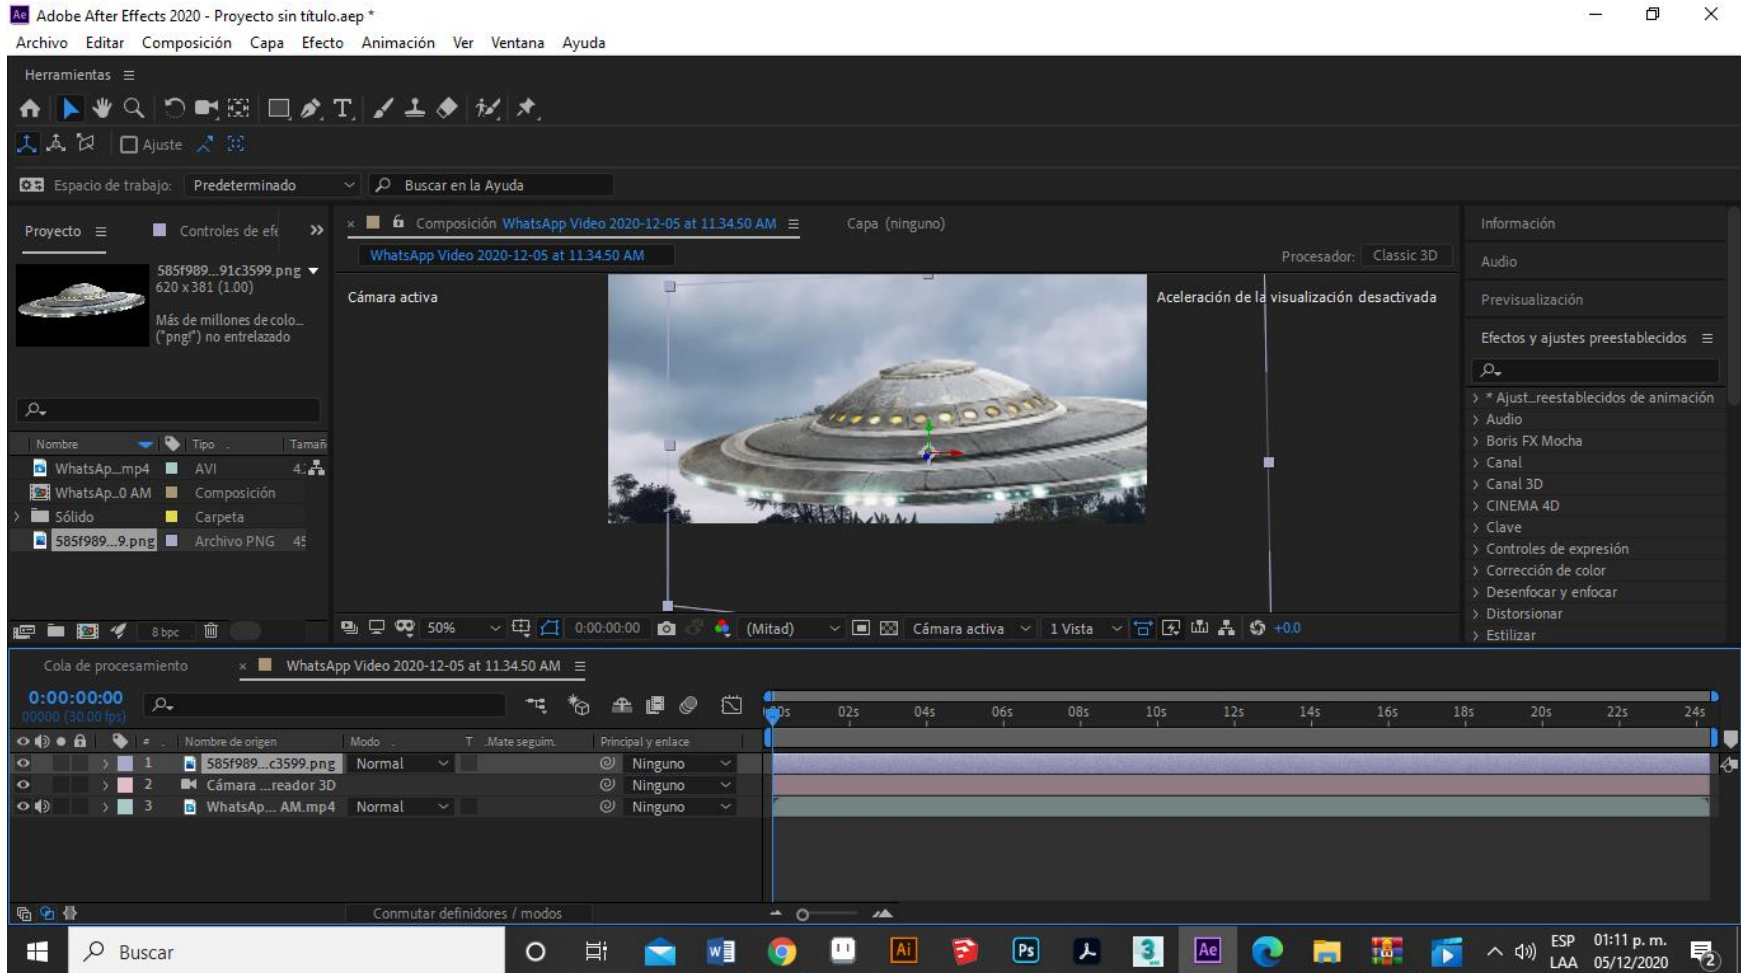 Ae Adobe After Effects 2020 - Proyecto sin título.aep *
Archivo Editar Composición Capa Efecto Animación Ver Ventana Ayuda
Herramientas
Ajuste
Espacio de trabajo: Predeterminado Buscar en la Ayuda
Proyecto Controles de efe
Composición WhatsApp Video 2020-12-05 at 11.34.50 AM Capa (ninguno)
WhatsApp Video 2020-12-05 at 11.34.50 AM Procesador: Classic 3D
585f989...91c3599.png
620 x 381 (1.00)
Más de millones de colo...
("png!") no entrelazado
Cámara activa Aceleración de la visualización desactivada
Nombre Tipo Tamañ
WhatsAp...mp4 AVI 4.
WhatsAp...0 AM Composición
Sólido Carpeta
585f989...9.png Archivo PNG 45
8 bpc
50% 0:00:00:00 (Mitad) Cámara activa 1 Vista +0.0
Información
Audio
Previsualización
Efectos y ajustes preestablecidos
* Ajust...reestablecidos de animación
Audio
Boris FX Mocha
Canal
Canal 3D
CINEMA 4D
Clave
Controles de expresión
Corrección de color
Desenfocar y enfocar
Distorsionar
Estilizar
Cola de procesamiento WhatsApp Video 2020-12-05 at 11.34.50 AM
0:00:00:00
00000 (30.00 fps)
02s 04s 06s 08s 10s 12s 14s 16s 18s 20s 22s 24s
# Nombre de origen Modo T .Mate seguim. Principal y enlace
1 585f989...c3599.png Normal Ninguno
2 Cámara ...reador 3D Ninguno
3 WhatsAp... AM.mp4 Normal Ninguno
Conmutar definidores / modos
Buscar
Ai Ps 3 Ae
ESP 01:11 p. m.
LAA 05/12/2020 2